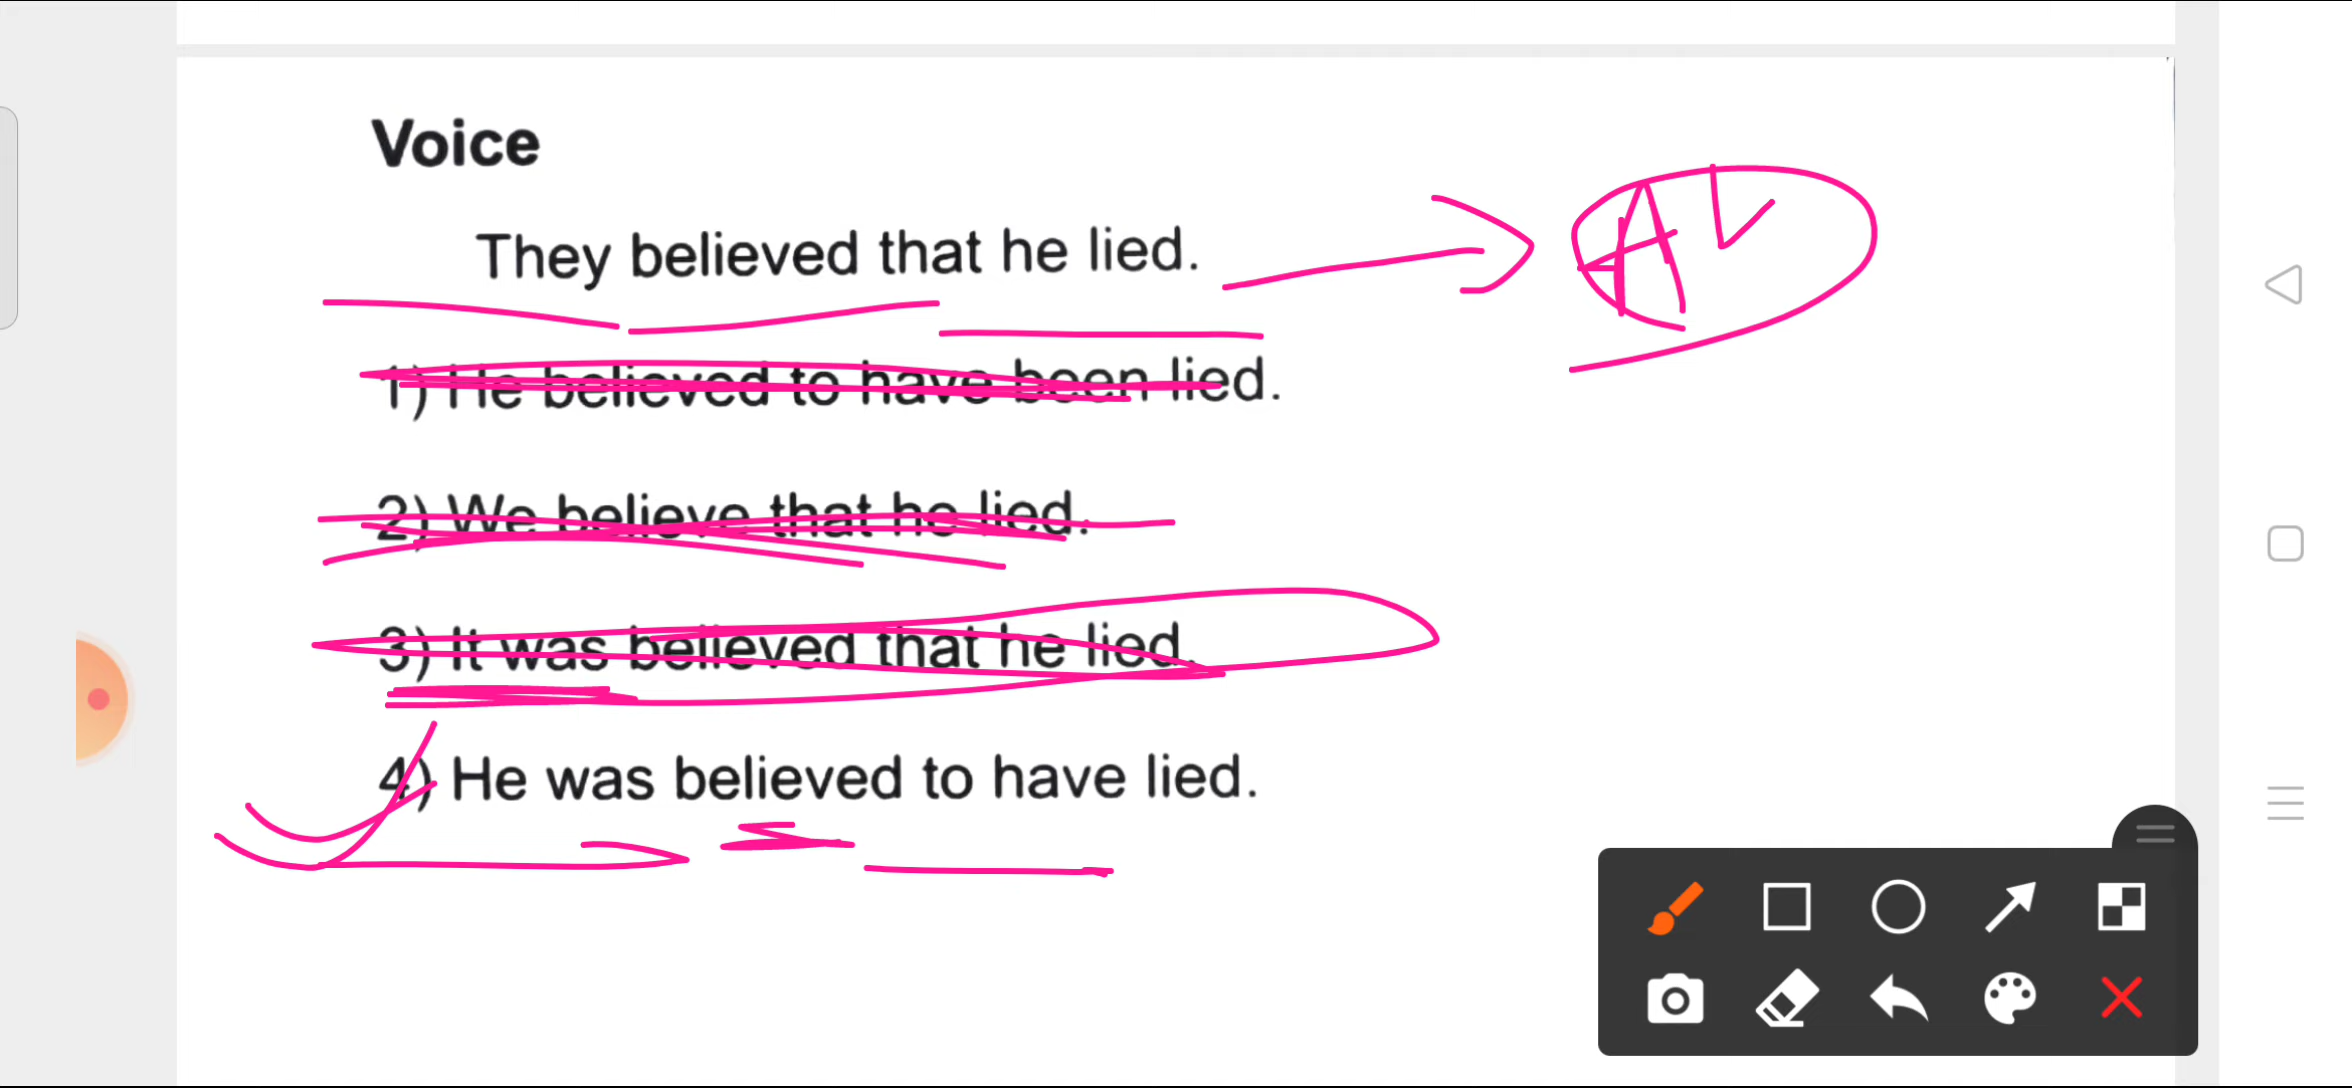 Voice
They believed that he lied.
AV
1) He believed to have been lied.
2) We believe that he lied.
3) It was believed that he lied.
4) He was believed to have lied.